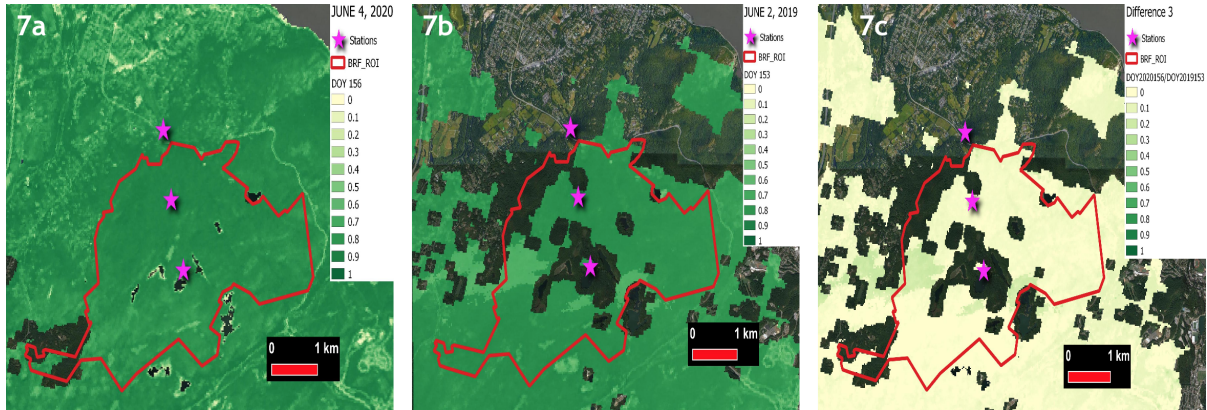 7a
JUNE 4, 2020
Stations
BRF_ROI
DOY 156
0
0.1
0.2
0.3
0.4
0.5
0.6
0.7
0.8
0.9
1
0 1 km
7b
JUNE 2, 2019
Stations
BRF_ROI
DOY 153
0
0.1
0.2
0.3
0.4
0.5
0.6
0.7
0.8
0.9
1
0 1 km
7c
Difference 3
Stations
BRF_ROI
DOY2020156/DOY2019153
0
0.1
0.2
0.3
0.4
0.5
0.6
0.7
0.8
0.9
1
0 1 km